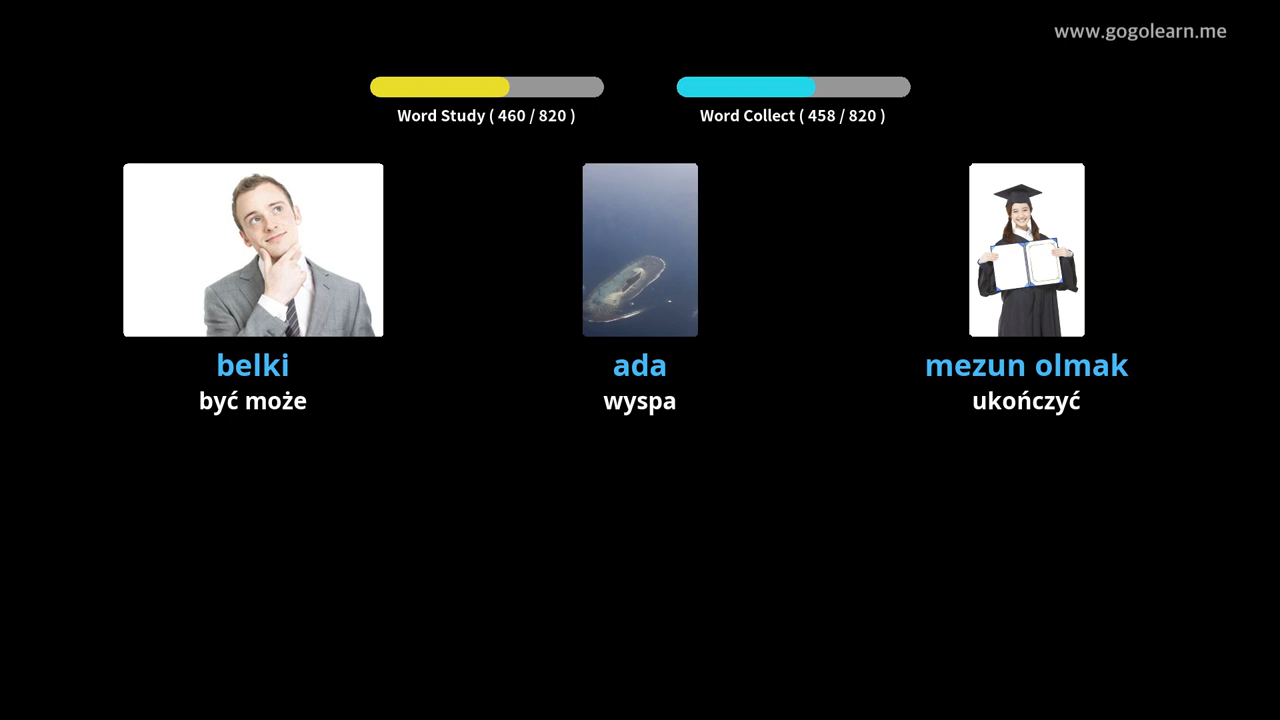 www.gogolearn.me
Word Study ( 460 / 820 )
Word Collect ( 458 / 820 )
belki
być może
ada
wyspa
mezun olmak
ukończyć